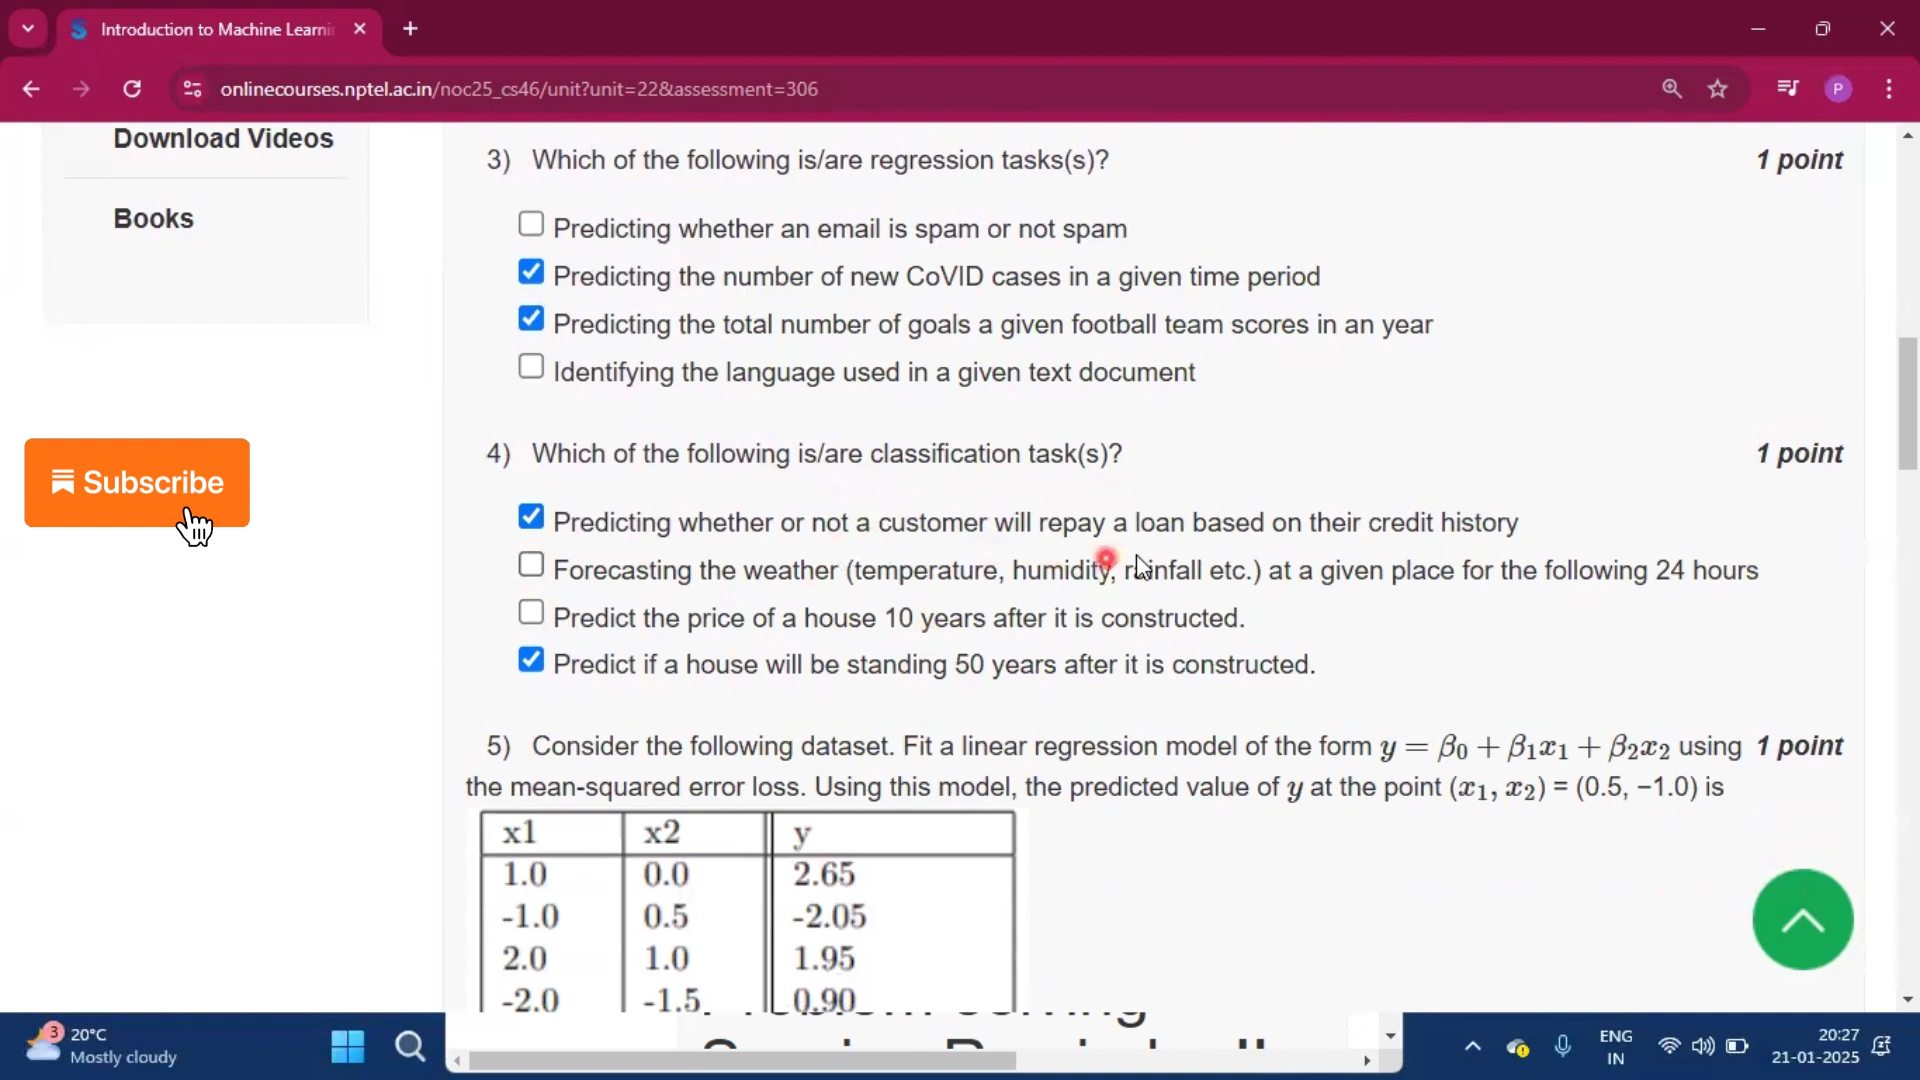 Introduction to Machine Learni
onlinecourses.nptel.ac.in/noc25_cs46/unit?unit=22&assessment=306
P
Download Videos
Books
Subscribe
3) Which of the following is/are regression tasks(s)? 1 point
Predicting whether an email is spam or not spam
Predicting the number of new CoVID cases in a given time period
Predicting the total number of goals a given football team scores in an year
Identifying the language used in a given text document
4) Which of the following is/are classification task(s)? 1 point
Predicting whether or not a customer will repay a loan based on their credit history
Forecasting the weather (temperature, humidity, rainfall etc.) at a given place for the following 24 hours
Predict the price of a house 10 years after it is constructed.
Predict if a house will be standing 50 years after it is constructed.
5) Consider the following dataset. Fit a linear regression model of the form y = β0 + β1x1 + β2x2 using 1 point
the mean-squared error loss. Using this model, the predicted value of y at the point (x1, x2) = (0.5, −1.0) is
x1 x2 y
1.0 0.0 2.65
-1.0 0.5 -2.05
2.0 1.0 1.95
-2.0 -1.5 0.90
3 20°C
Mostly cloudy
ENG
IN
20:27
21-01-2025